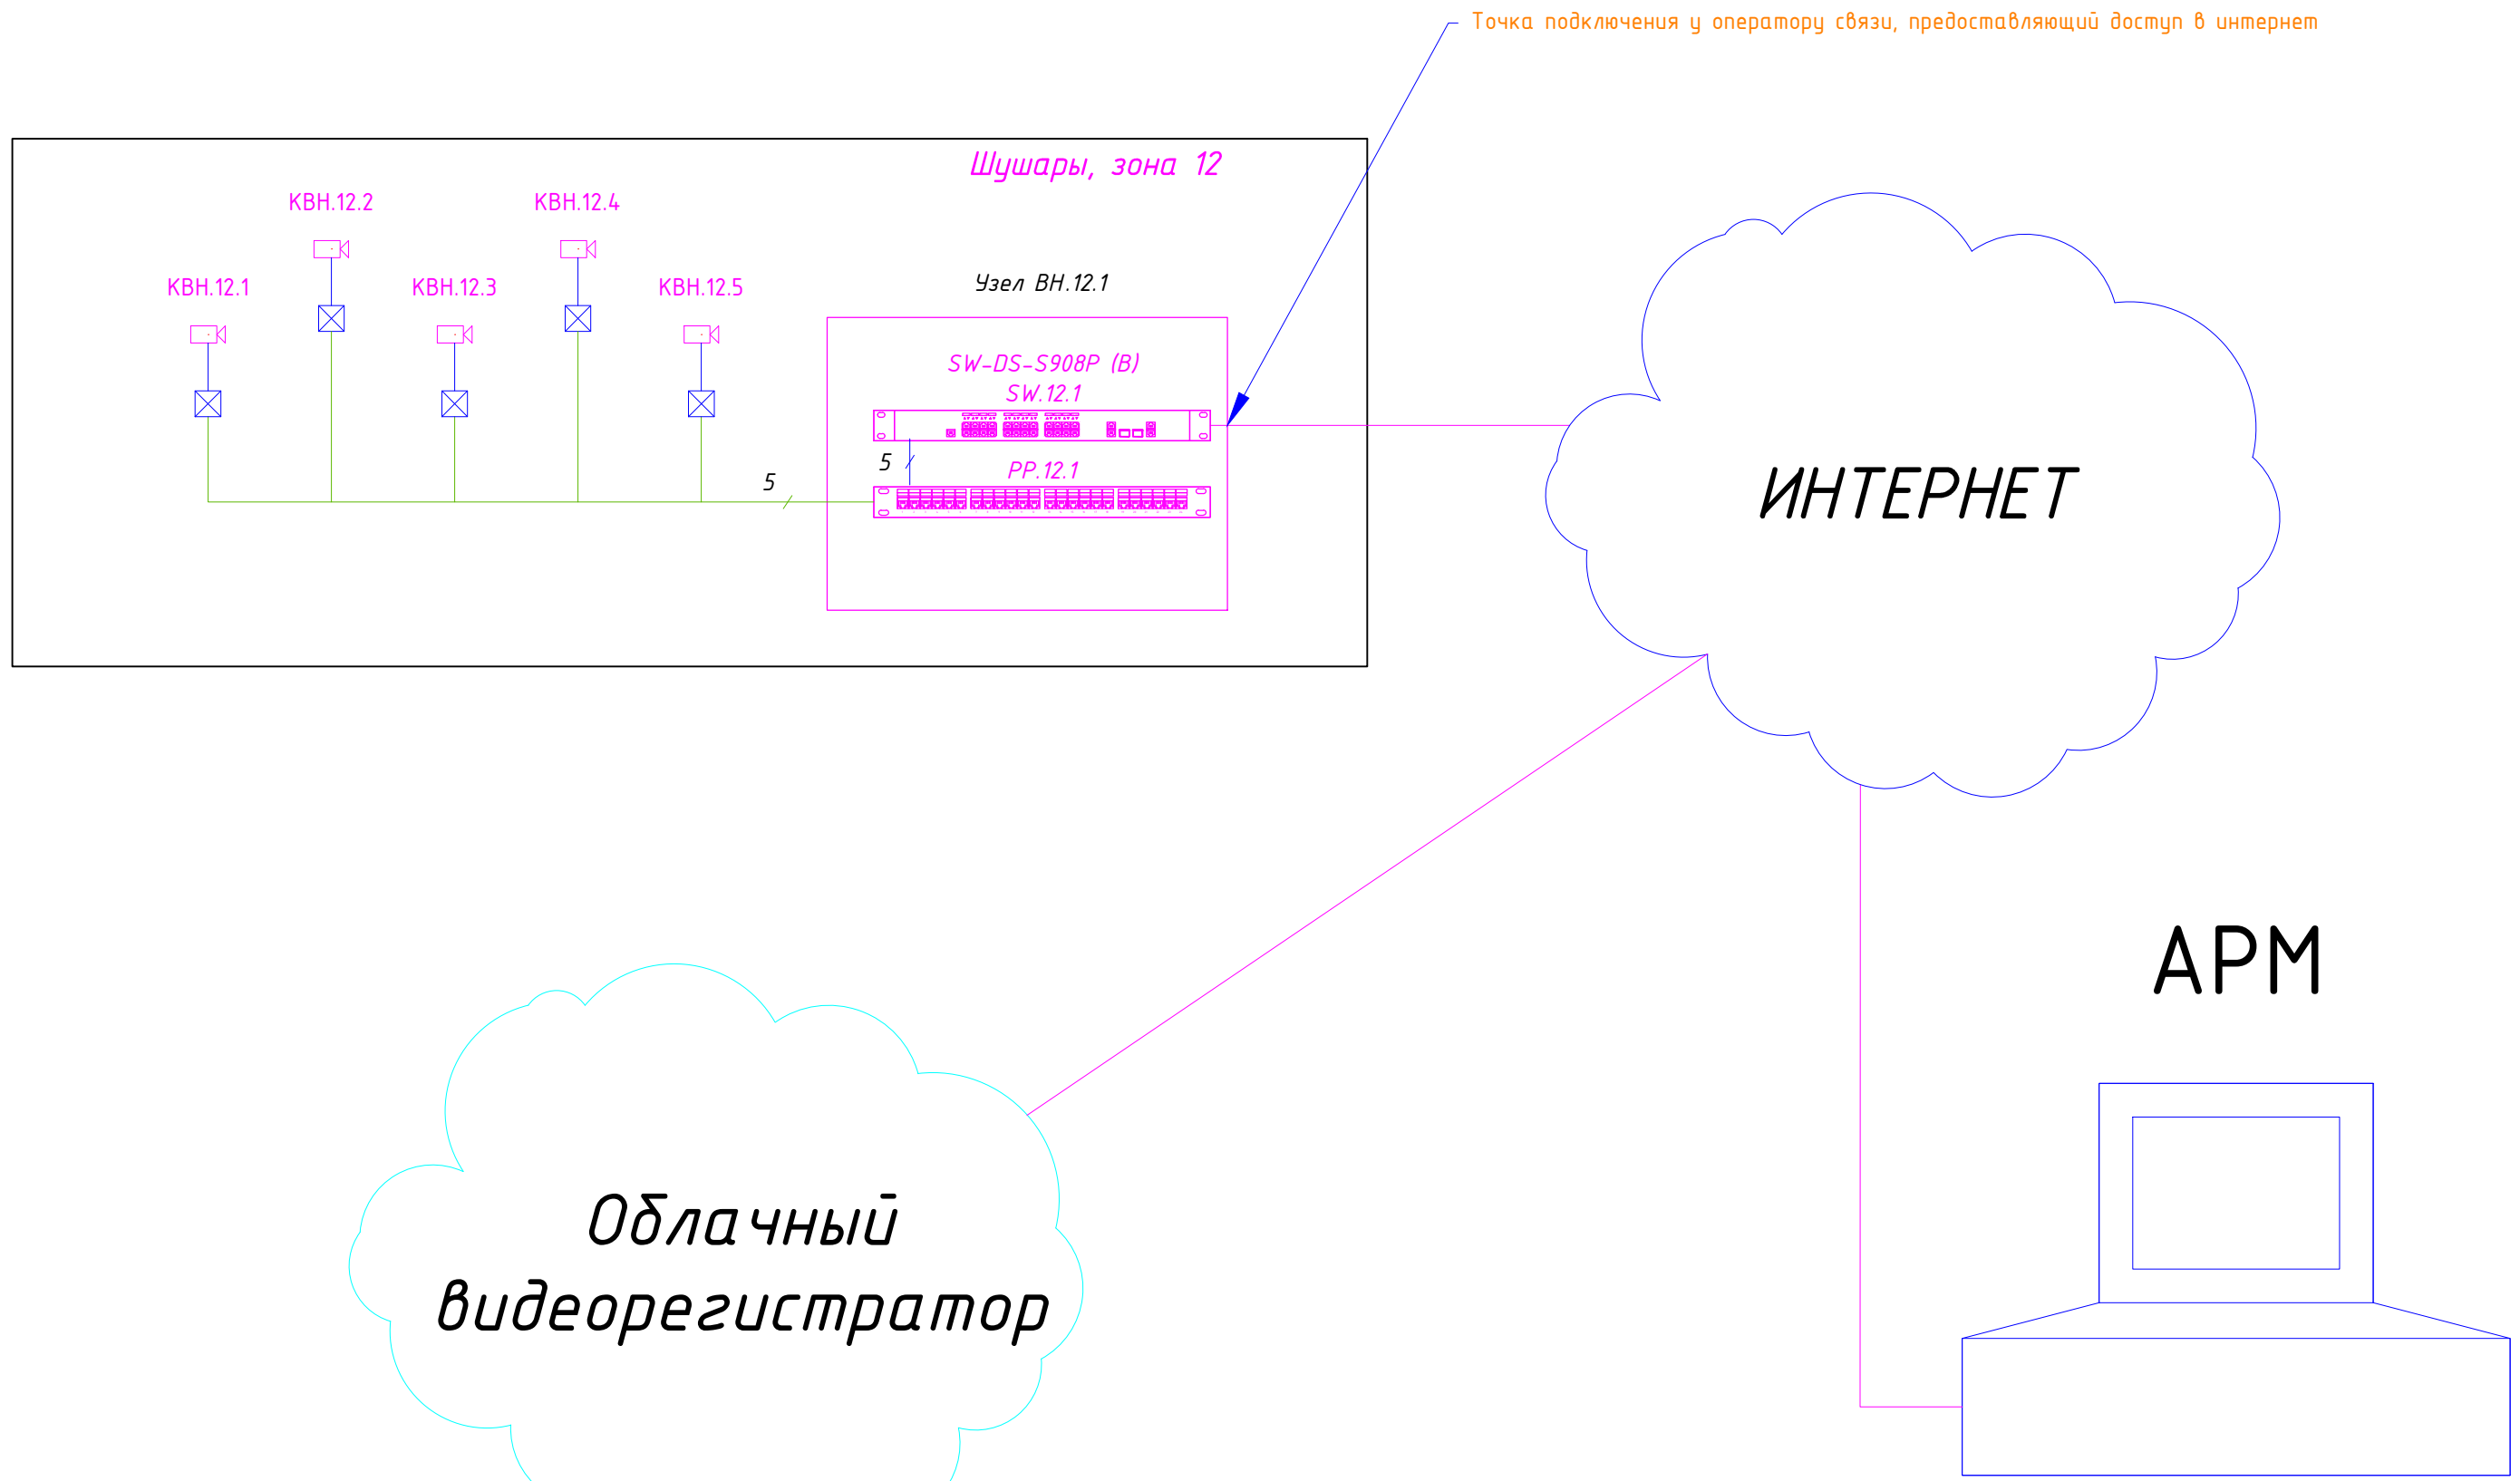 Точка подключения у оператору связи, предоставляющий доступ в интернет
Шушары, зона 12
КВН.12.2
КВН.12.4
КВН.12.1
КВН.12.3
КВН.12.5
Узел ВН.12.1
SW-DS-S908P (B)
SW.12.1
5
PP.12.1
5
ИНТЕРНЕТ
АРМ
Облачный
видеорегистратор